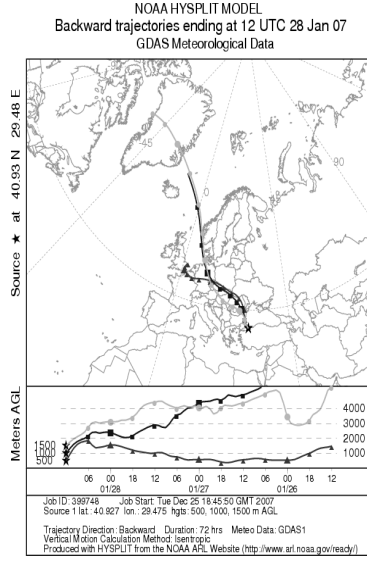 NOAA HYSPLIT MODEL
Backward trajectories ending at 12 UTC 28 Jan 07
GDAS Meteorological Data
Source ★ at 40.93 N 29.48 E
-45
0
90
Meters AGL
1500
1000
500
4000
3000
2000
1000
06 00 18 12 06 00 18 12 06 00 18 12
01/28 01/27 01/26
Job ID: 399748 Job Start: Tue Dec 25 18:45:50 GMT 2007
Source 1 lat.: 40.927 lon.: 29.475 hgts: 500, 1000, 1500 m AGL
Trajectory Direction: Backward Duration: 72 hrs Meteo Data: GDAS1
Vertical Motion Calculation Method: Isentropic
Produced with HYSPLIT from the NOAA ARL Website (http://www.arl.noaa.gov/ready/)